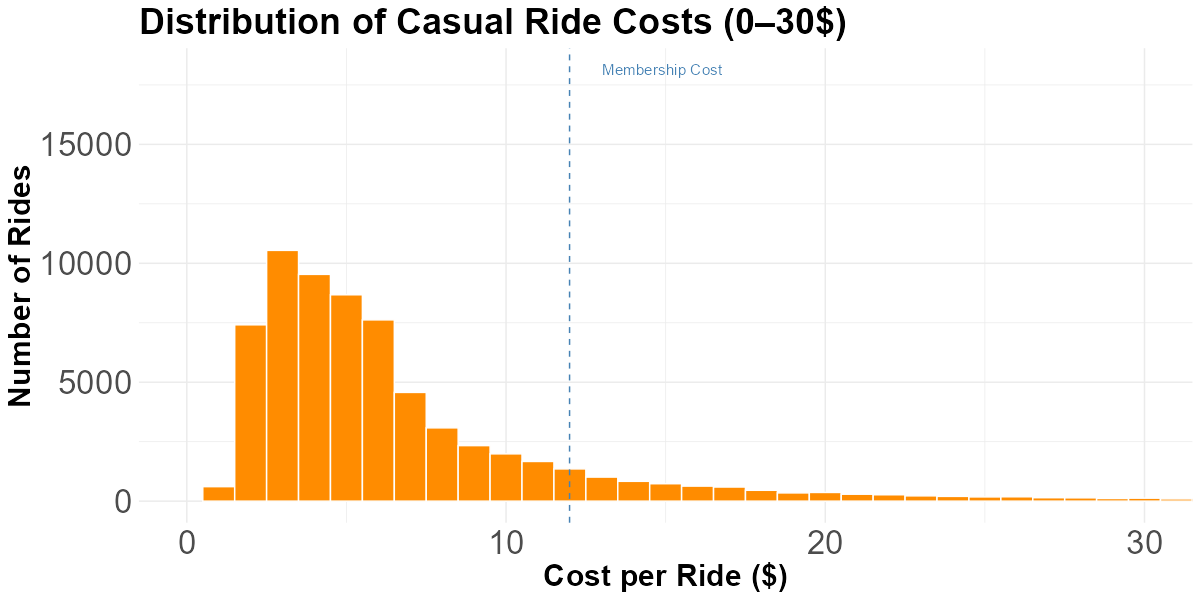 Distribution of Casual Ride Costs (0–30$)
Membership Cost
Number of Rides
15000
10000
5000
0
0 10 20 30
Cost per Ride ($)